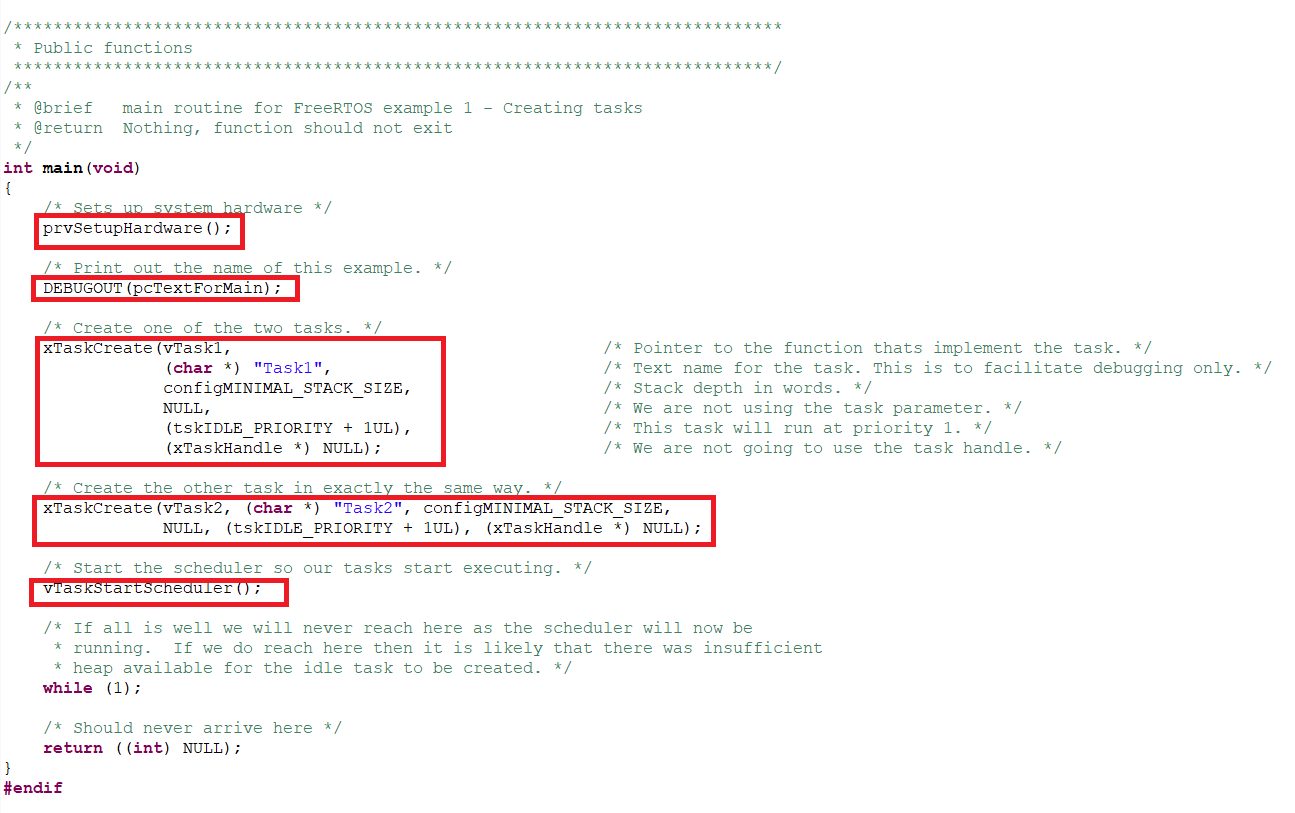 /*****************************************************************************
 * Public functions
 ****************************************************************************/
/**
 * @brief   main routine for FreeRTOS example 1 - Creating tasks
 * @return  Nothing, function should not exit
 */
int main(void)
{
    /* Sets up system hardware */
    prvSetupHardware();

    /* Print out the name of this example. */
    DEBUGOUT(pcTextForMain);

    /* Create one of the two tasks. */
    xTaskCreate(vTask1,                                     /* Pointer to the function thats implement the task. */
                (char *) "Task1",                           /* Text name for the task. This is to facilitate debugging only. */
                configMINIMAL_STACK_SIZE,                   /* Stack depth in words. */
                NULL,                                       /* We are not using the task parameter. */
                (tskIDLE_PRIORITY + 1UL),                   /* This task will run at priority 1. */
                (xTaskHandle *) NULL);                      /* We are not going to use the task handle. */

    /* Create the other task in exactly the same way. */
    xTaskCreate(vTask2, (char *) "Task2", configMINIMAL_STACK_SIZE,
                NULL, (tskIDLE_PRIORITY + 1UL), (xTaskHandle *) NULL);

    /* Start the scheduler so our tasks start executing. */
    vTaskStartScheduler();

    /* If all is well we will never reach here as the scheduler will now be
     * running.  If we do reach here then it is likely that there was insufficient
     * heap available for the idle task to be created. */
    while (1);

    /* Should never arrive here */
    return ((int) NULL);
}
#endif